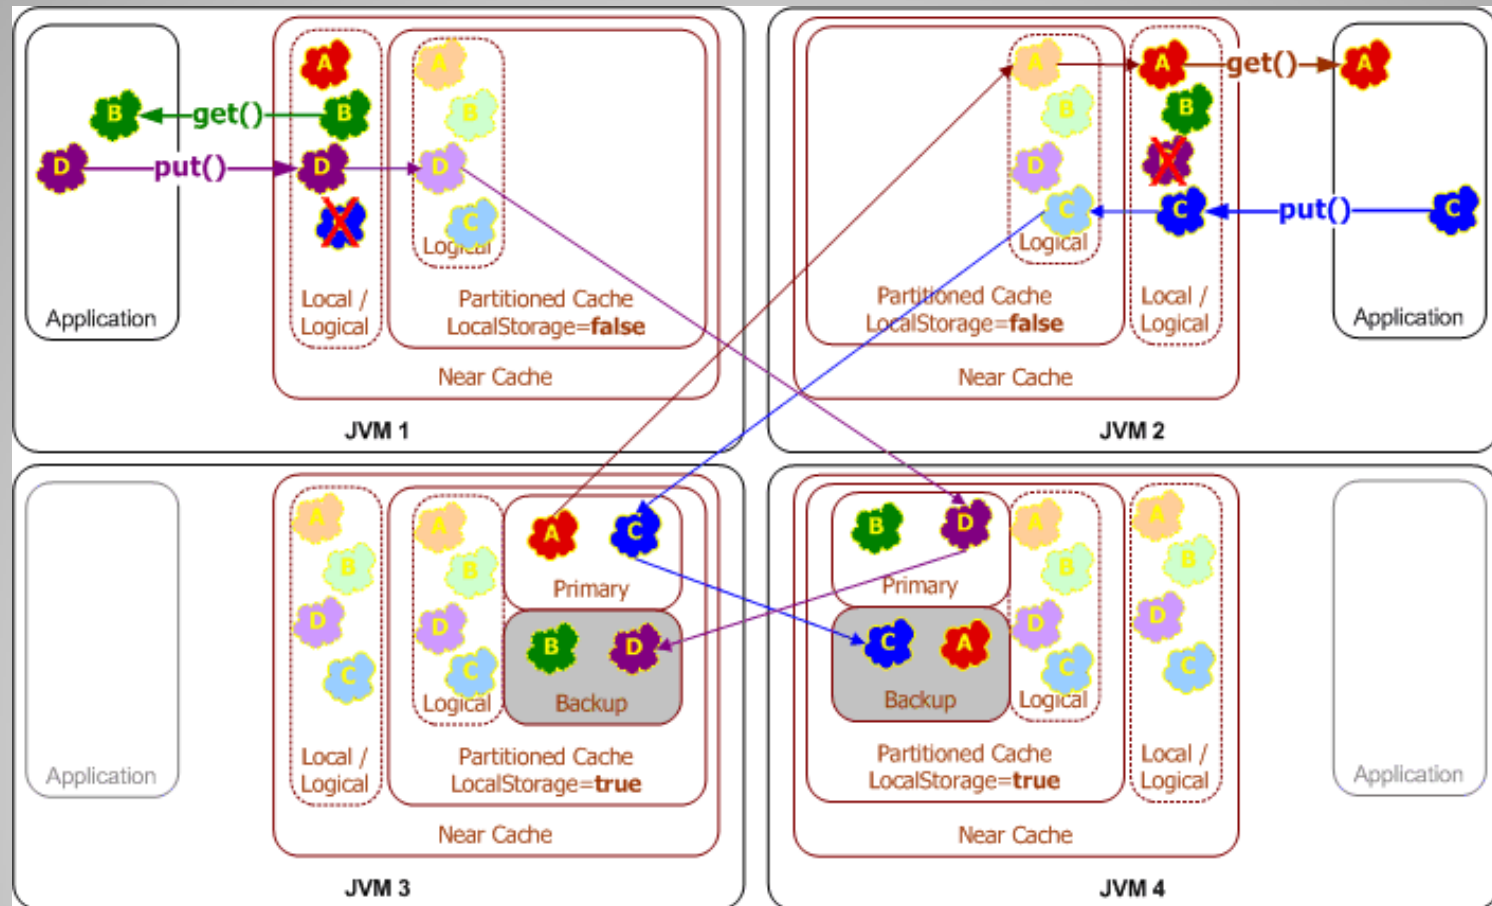 A
A
B
get()
B
B
D
put()
D
D
C
Logical
Local /
Logical
Partitioned Cache
LocalStorage=false
Application
Near Cache
JVM 1
A
A
get()
A
B
B
D
X
C
C
put()
C
Logical
Partitioned Cache
LocalStorage=false
Local /
Logical
Application
Near Cache
JVM 2
A
A
A
C
B
B
Primary
D
D
B
D
C
C
Logical
Backup
Local /
Logical
Partitioned Cache
LocalStorage=true
Application
Near Cache
JVM 3
B
D
A
A
B
B
Primary
D
D
C
A
C
C
Backup
Logical
Partitioned Cache
LocalStorage=true
Local /
Logical
Application
Near Cache
JVM 4